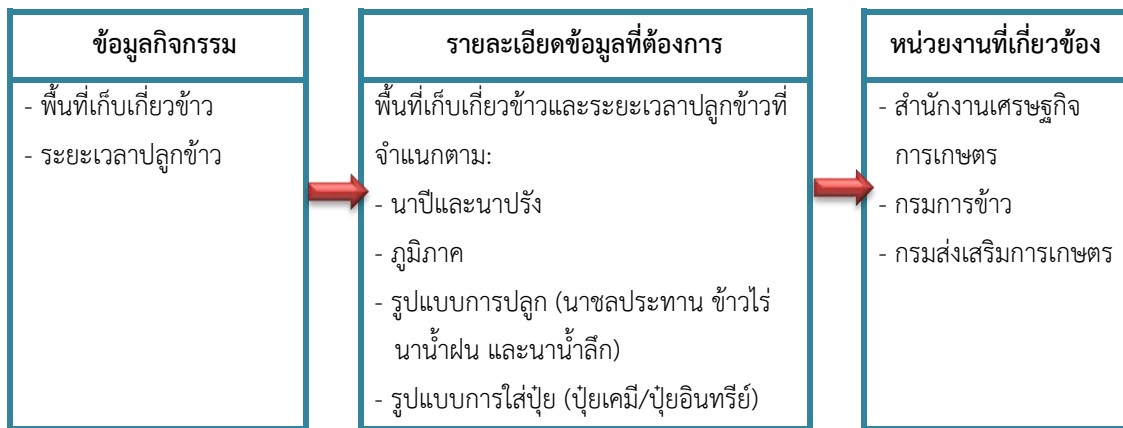 ข้อมูลกิจกรรม
- พื้นที่เก็บเกี่ยวข้าว
- ระยะเวลาปลูกข้าว
รายละเอียดข้อมูลที่ต้องการ
พื้นที่เก็บเกี่ยวข้าวและระยะเวลาปลูกข้าวที่
จำแนกตาม:
- นาปีและนาปรัง
- ภูมิภาค
- รูปแบบการปลูก (นาชลประทาน ข้าวไร่
นาน้ำฝน และนาน้ำลึก)
- รูปแบบการใส่ปุ๋ย (ปุ๋ยเคมี/ปุ๋ยอินทรีย์)
หน่วยงานที่เกี่ยวข้อง
- สำนักงานเศรษฐกิจ
การเกษตร
- กรมการข้าว
- กรมส่งเสริมการเกษตร